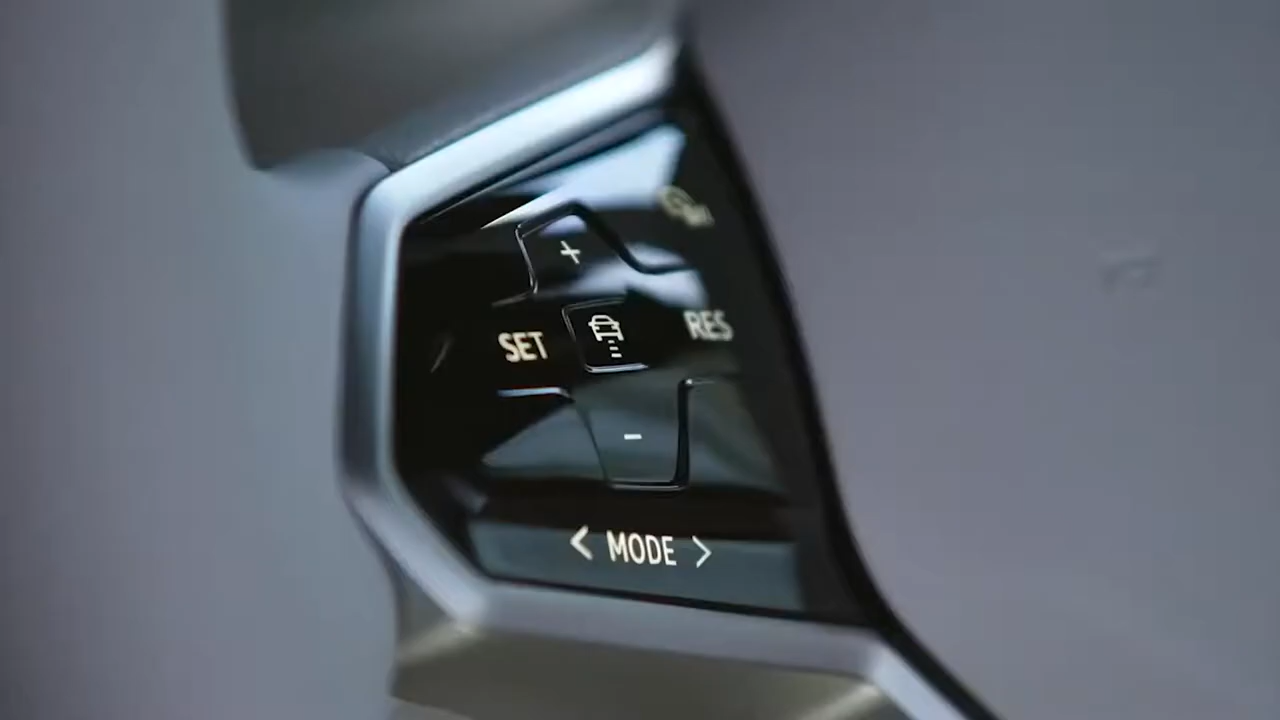 +
SET RES
-
< MODE >